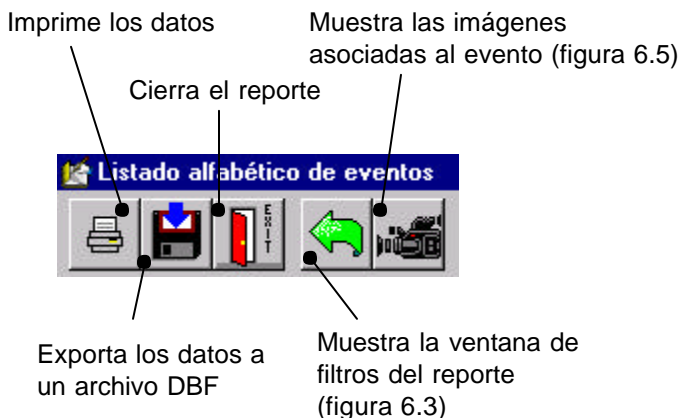 Imprime los datos
Muestra las imágenes
asociadas al evento (figura 6.5)
Cierra el reporte
Listado alfabético de eventos
EXIT
Exporta los datos a
un archivo DBF
Muestra la ventana de
filtros del reporte
(figura 6.3)